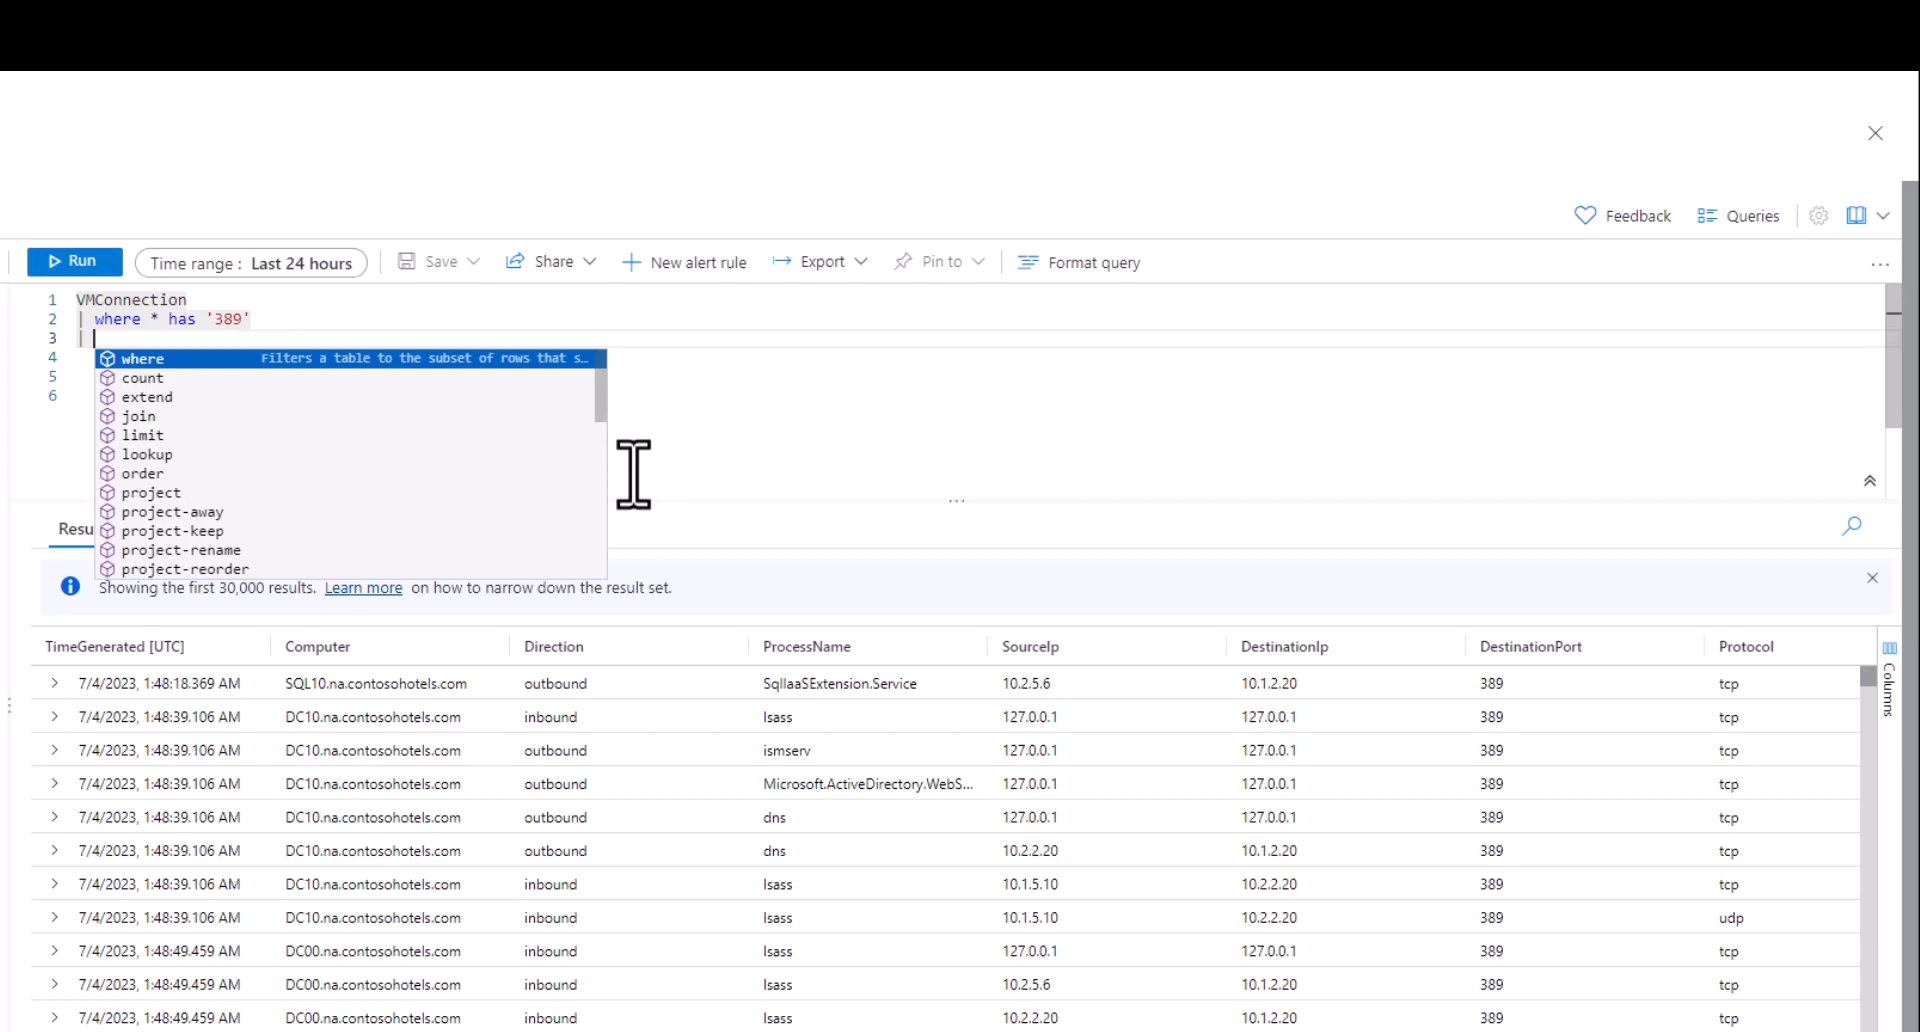 Feedback Queries
Run Time range : Last 24 hours Save Share New alert rule Export Pin to Format query ...
1 VMConnection
2 | where * has '389'
3 |
4 where Filters a table to the subset of rows that s…
5 count
6 extend
join
limit
lookup
order
project
project-away
project-keep
project-rename
project-reorder
Resu
Showing the first 30,000 results. Learn more on how to narrow down the result set.
TimeGenerated [UTC] Computer Direction ProcessName SourceIp DestinationIp DestinationPort Protocol
Columns
7/4/2023, 1:48:18.369 AM SQL10.na.contosohotels.com outbound SqlIaaSExtension.Service 10.2.5.6 10.1.2.20 389 tcp
7/4/2023, 1:48:39.106 AM DC10.na.contosohotels.com inbound lsass 127.0.0.1 127.0.0.1 389 tcp
7/4/2023, 1:48:39.106 AM DC10.na.contosohotels.com outbound ismserv 127.0.0.1 127.0.0.1 389 tcp
7/4/2023, 1:48:39.106 AM DC10.na.contosohotels.com outbound Microsoft.ActiveDirectory.WebS... 127.0.0.1 127.0.0.1 389 tcp
7/4/2023, 1:48:39.106 AM DC10.na.contosohotels.com outbound dns 127.0.0.1 127.0.0.1 389 tcp
7/4/2023, 1:48:39.106 AM DC10.na.contosohotels.com outbound dns 10.2.2.20 10.1.2.20 389 tcp
7/4/2023, 1:48:39.106 AM DC10.na.contosohotels.com inbound lsass 10.1.5.10 10.2.2.20 389 tcp
7/4/2023, 1:48:39.106 AM DC10.na.contosohotels.com inbound lsass 10.1.5.10 10.2.2.20 389 udp
7/4/2023, 1:48:49.459 AM DC00.na.contosohotels.com inbound lsass 127.0.0.1 127.0.0.1 389 tcp
7/4/2023, 1:48:49.459 AM DC00.na.contosohotels.com inbound lsass 10.2.5.6 10.1.2.20 389 tcp
7/4/2023, 1:48:49.459 AM DC00.na.contosohotels.com inbound lsass 10.2.2.20 10.1.2.20 389 tcp